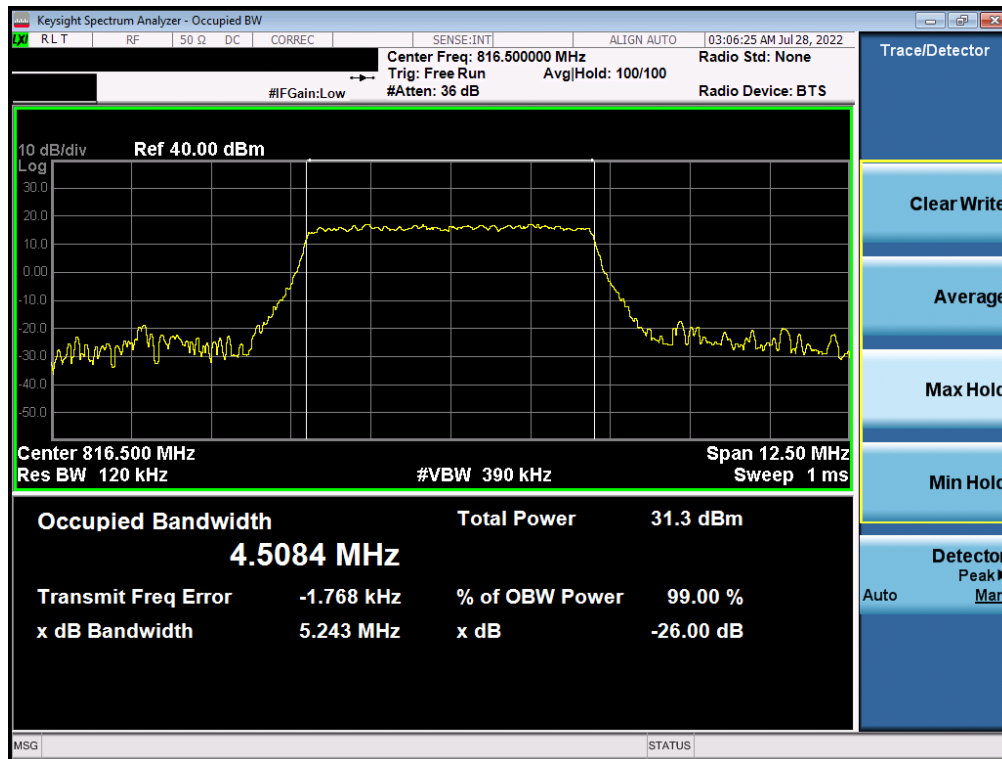 Keysight Spectrum Analyzer - Occupied BW
LXI RLT RF 50 Ω DC CORREC SENSE:INT ALIGN AUTO 03:06:25 AM Jul 28, 2022
Center Freq: 816.500000 MHz Radio Std: None
Trig: Free Run Avg|Hold: 100/100
#IFGain:Low #Atten: 36 dB Radio Device: BTS
10 dB/div Ref 40.00 dBm
Log
30.0
20.0
10.0
0.00
-10.0
-20.0
-30.0
-40.0
-50.0
Center 816.500 MHz Span 12.50 MHz
Res BW 120 kHz #VBW 390 kHz Sweep 1 ms
Occupied Bandwidth Total Power 31.3 dBm
4.5084 MHz
Transmit Freq Error -1.768 kHz % of OBW Power 99.00 %
x dB Bandwidth 5.243 MHz x dB -26.00 dB
MSG STATUS
Trace/Detector
Clear Write
Average
Max Hold
Min Hold
Detector
Peak
Auto Man